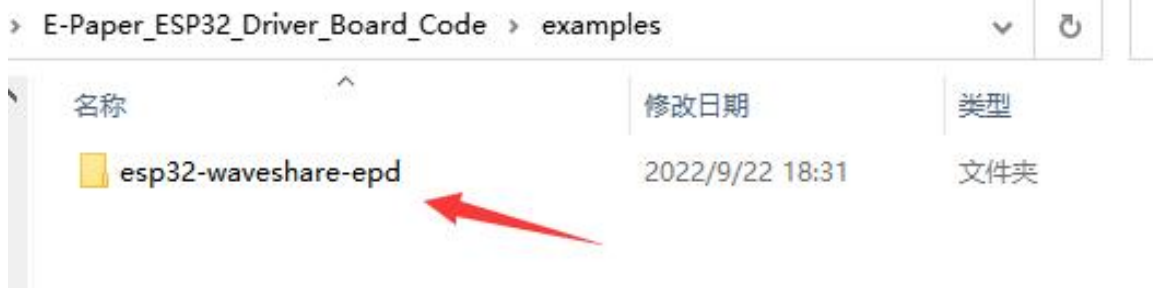 E-Paper_ESP32_Driver_Board_Code > examples
名称 修改日期 类型
esp32-waveshare-epd 2022/9/22 18:31 文件夹